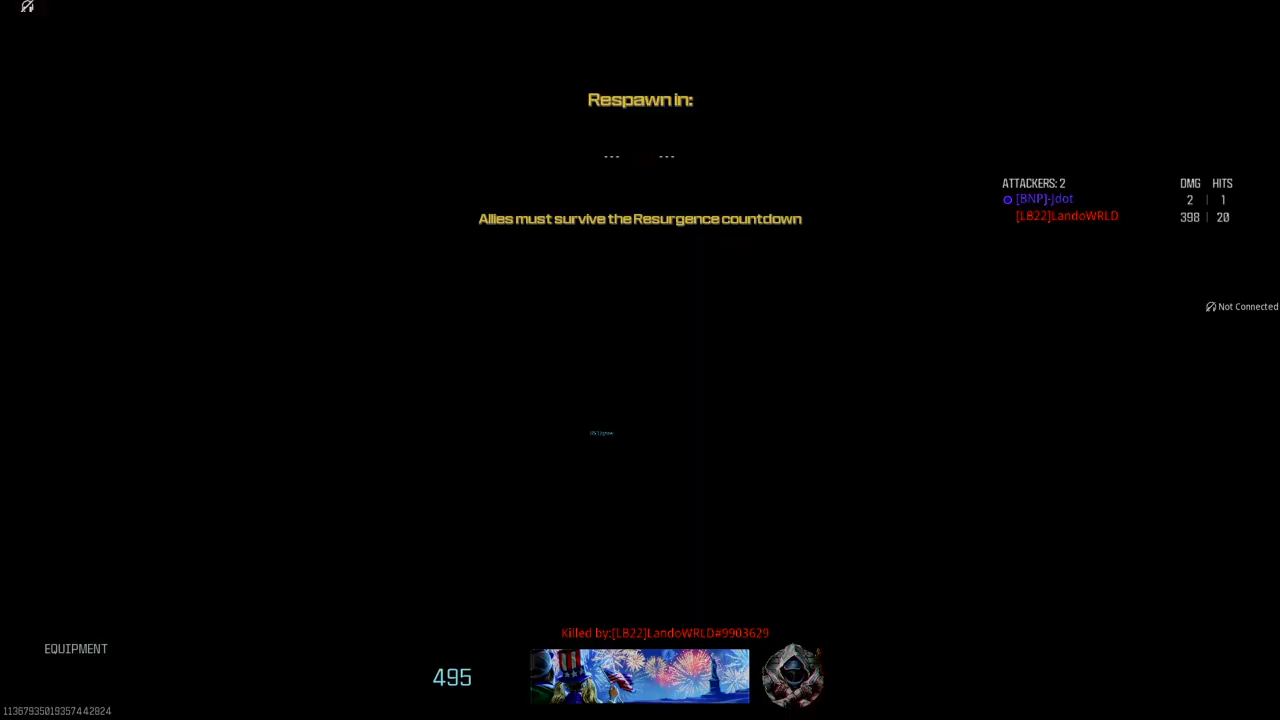 Respawn in:
--- ---
Allies must survive the Resurgence countdown
ATTACKERS: 2 DMG HITS
[BNP]-Jdot 2 | 1
[LB22]LandoWRLD 398 | 20
Not Connected
Killed by:[LB22]LandoWRLD#9903629
EQUIPMENT
495
11367935019357442924